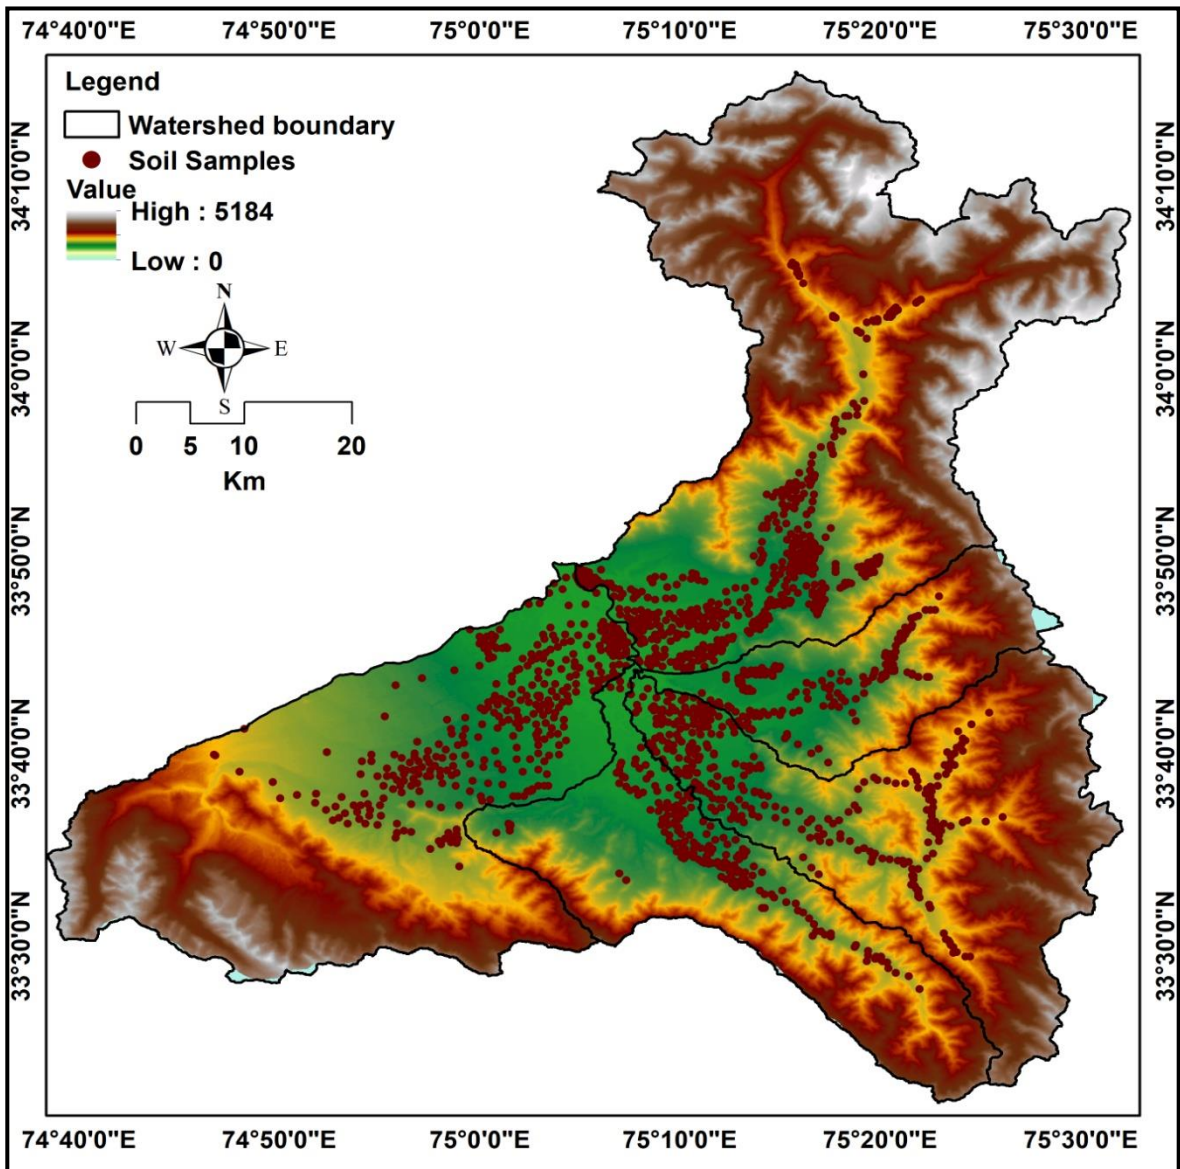 74°40'0"E 74°50'0"E 75°0'0"E 75°10'0"E 75°20'0"E 75°30'0"E
Legend
Watershed boundary
Soil Samples
Value
High : 5184
Low : 0
N
W E
S
0 5 10 20
Km
34°10'0"N
34°0'0"N
33°50'0"N
33°40'0"N
33°30'0"N
34°10'0"N
34°0'0"N
33°50'0"N
33°40'0"N
33°30'0"N
74°40'0"E 74°50'0"E 75°0'0"E 75°10'0"E 75°20'0"E 75°30'0"E